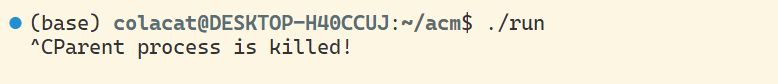 (base) colacat@DESKTOP-H40CCUJ:~/acm$ ./run
^CParent process is killed!